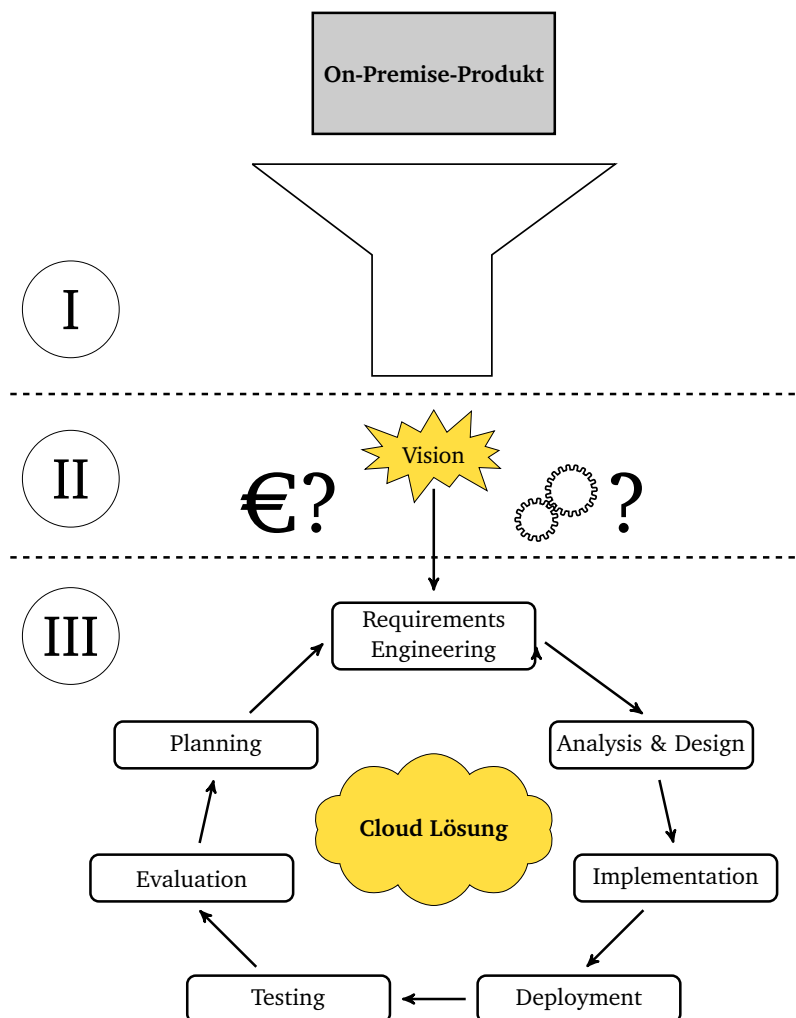 On-Premise-Produkt
I
Vision
II
€?
?
III
Requirements
Engineering
Planning
Analysis & Design
Cloud Lösung
Evaluation
Implementation
Testing
Deployment